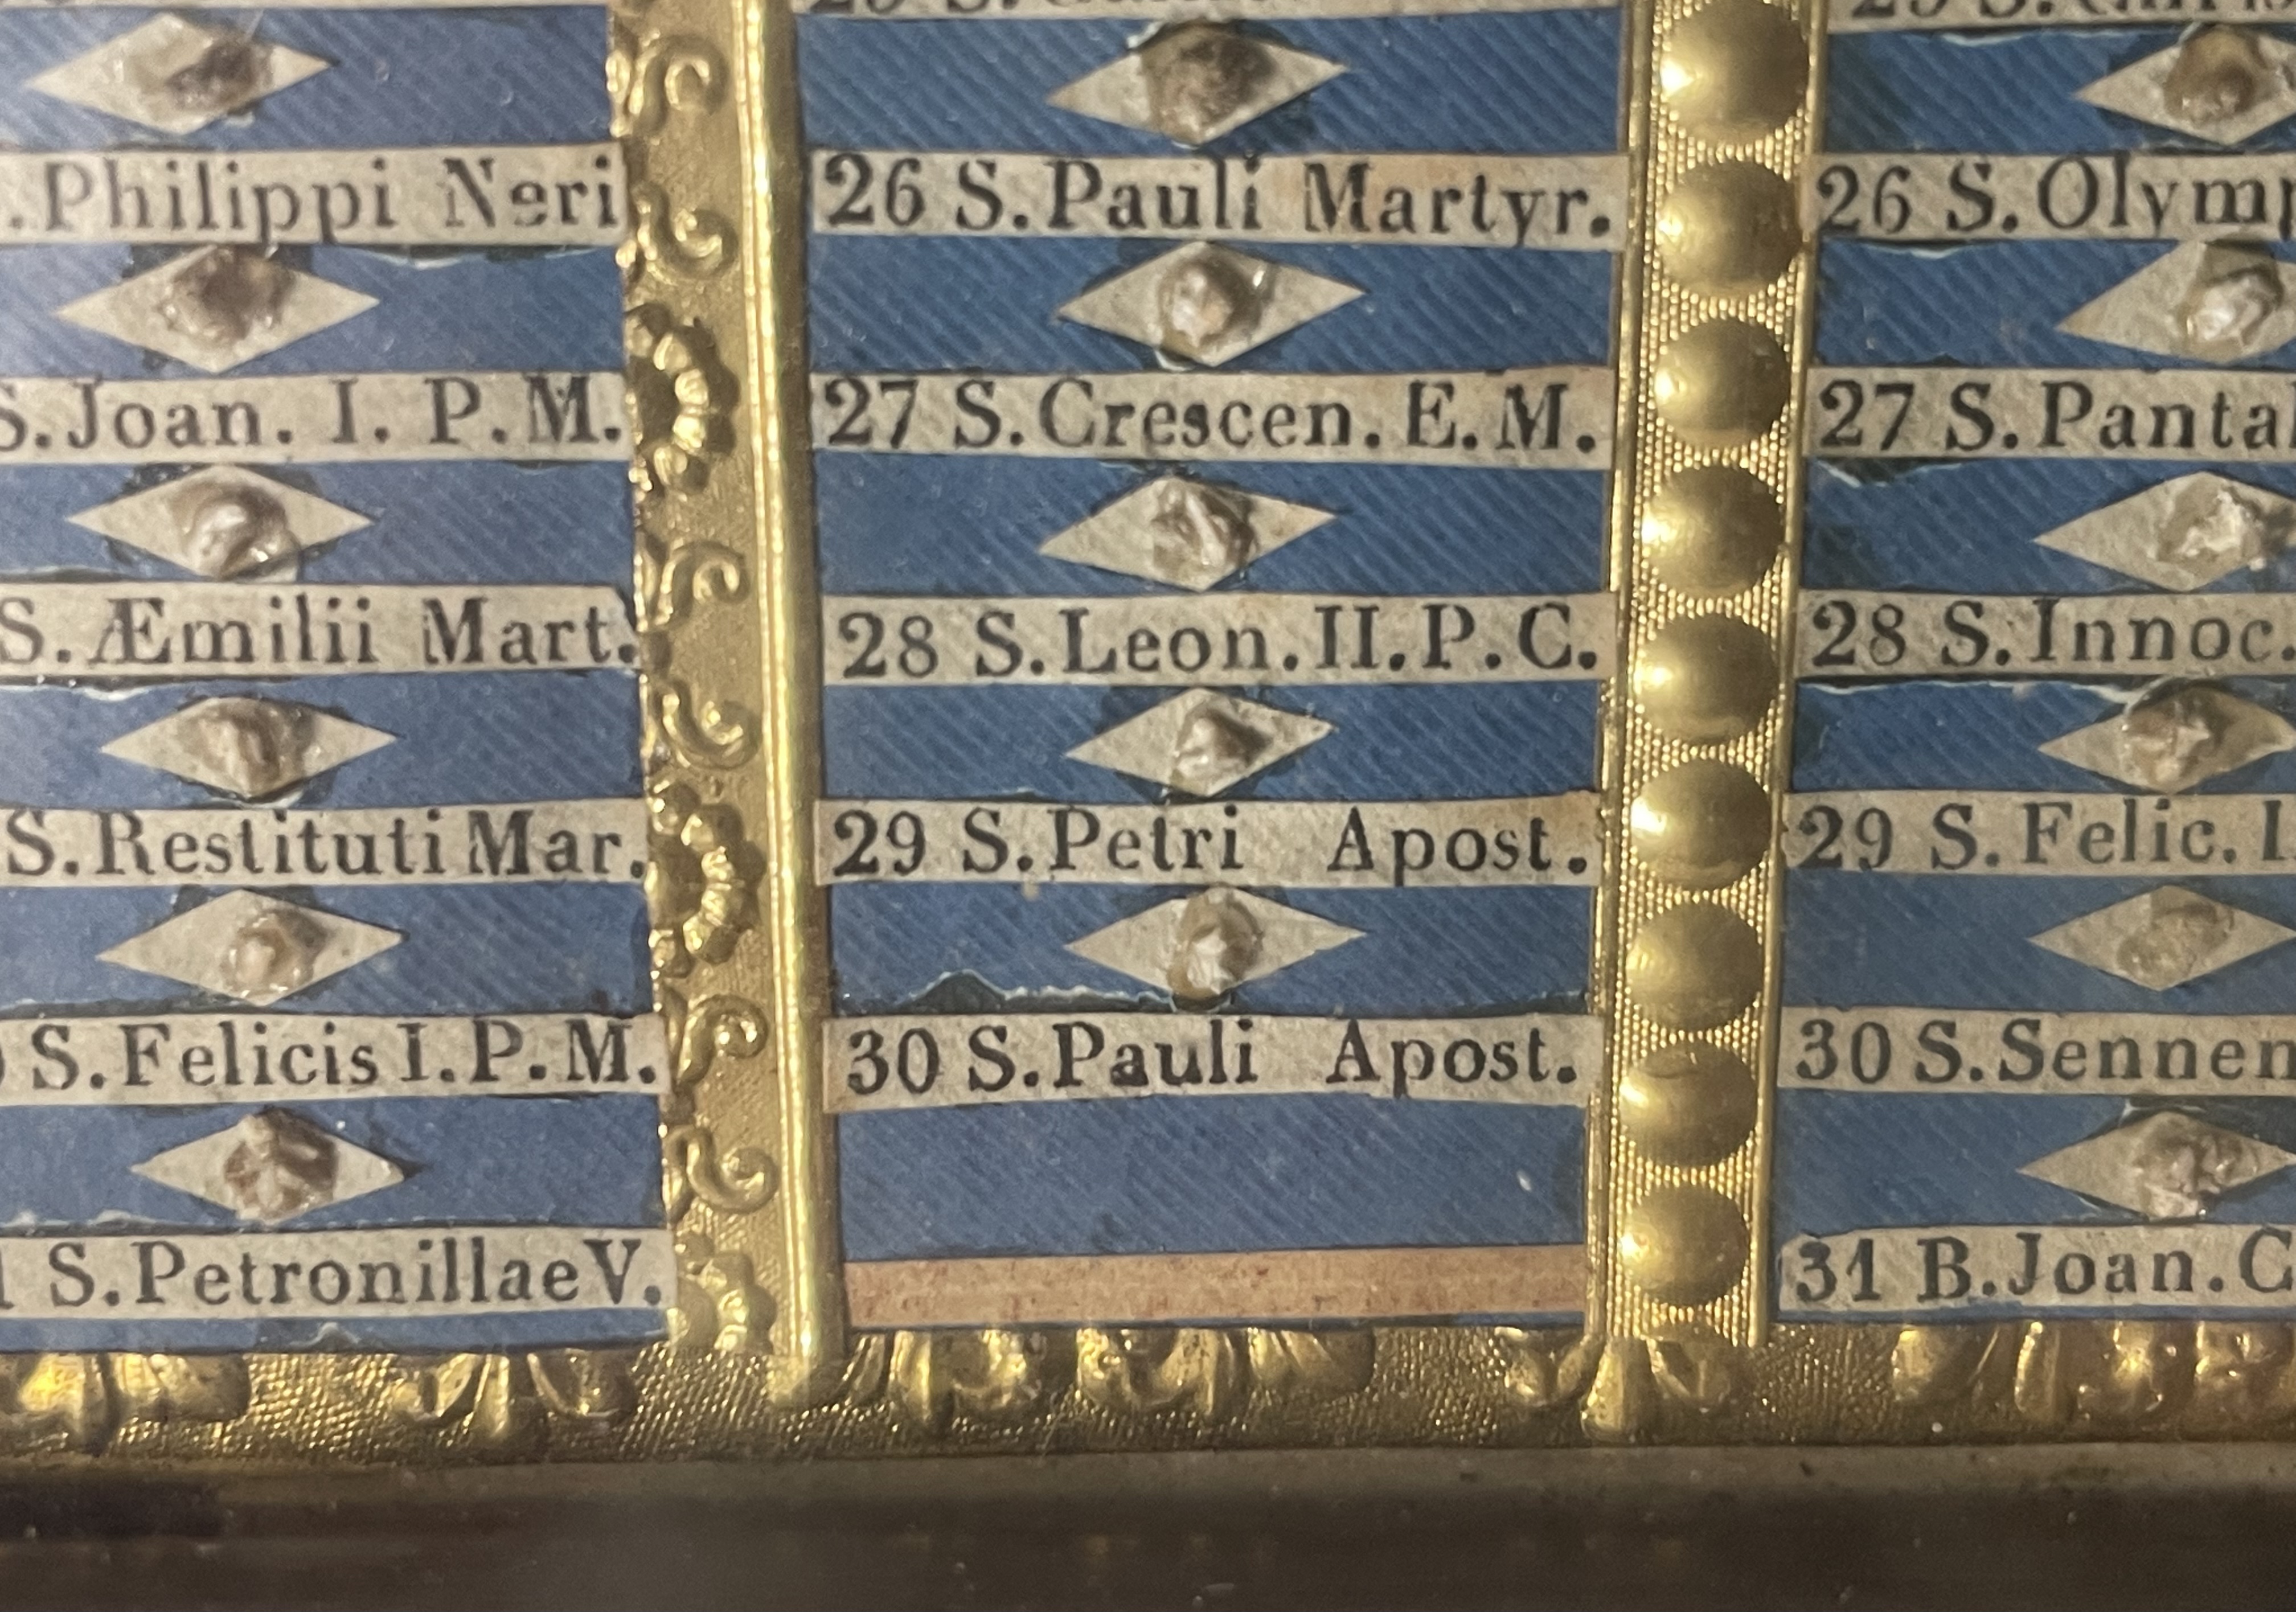 .Philippi Neri
S.Joan. I. P.M.
S.Æmilii Mart.
S.Restituti Mar.
S.Felicis I.P.M.
S.Petronillae V.
26 S.Pauli Martyr.
27 S.Crescen. E.M.
28 S.Leon.II.P.C.
29 S.Petri Apost.
30 S.Pauli Apost.
26 S.Olymp
27 S.Panta
28 S.Innoc.
29 S.Felic.
30 S.Sennen
31 B.Joan.C